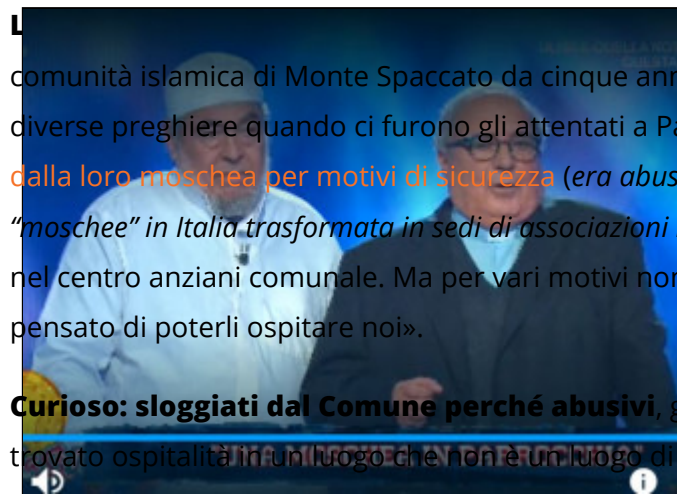 L
comunità islamica di Monte Spaccato da cinque ann
diverse preghiere quando ci furono gli attentati a Pa
dalla loro moschea per motivi di sicurezza (era abus
“moschee” in Italia trasformata in sedi di associazioni
nel centro anziani comunale. Ma per vari motivi non
pensato di poterli ospitare noi».
Curioso: sloggiati dal Comune perché abusivi, g
trovato ospitalità in un luogo che non è un luogo di